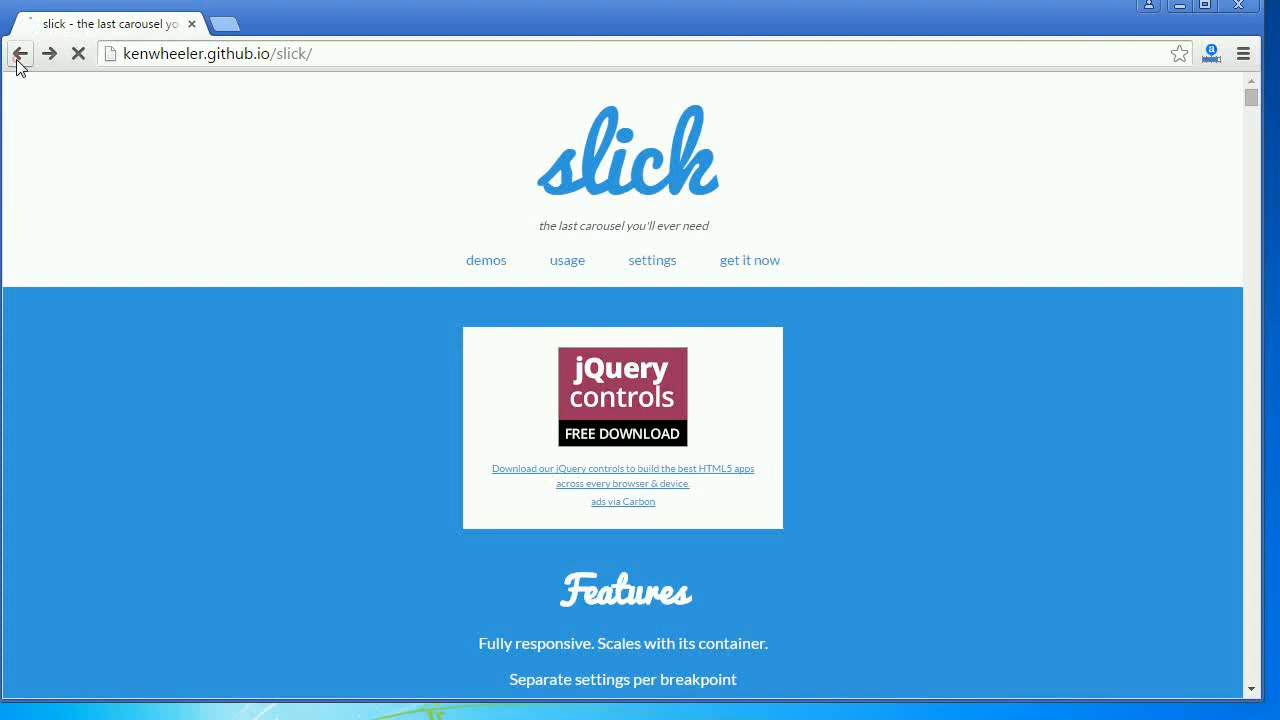 slick - the last carousel yo
kenwheeler.github.io/slick/
slick
the last carousel you'll ever need
demos usage settings get it now
jQuery
controls
FREE DOWNLOAD
Download our jQuery controls to build the best HTML5 apps
across every browser & device.
ads via Carbon
Features
Fully responsive. Scales with its container.
Separate settings per breakpoint